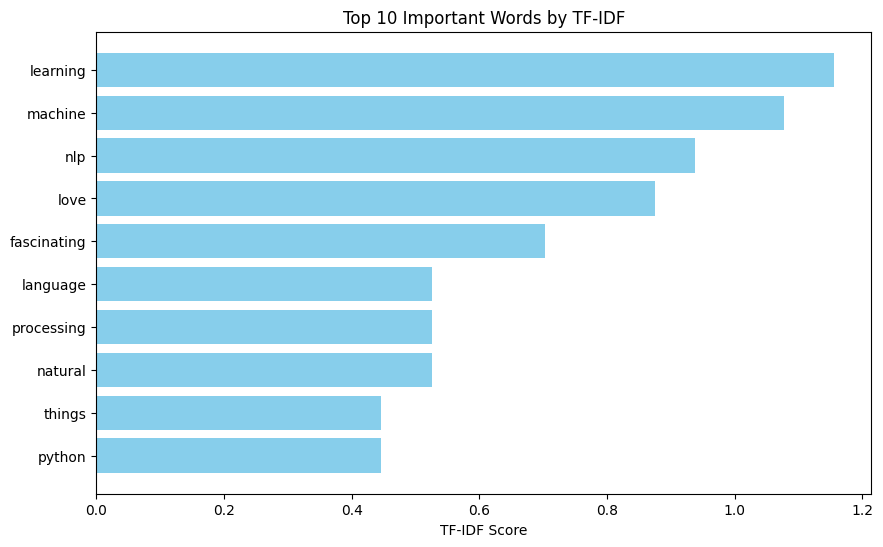 Top 10 Important Words by TF-IDF
learning
machine
nlp
love
fascinating
language
processing
natural
things
python
0.0 0.2 0.4 0.6 0.8 1.0 1.2
TF-IDF Score